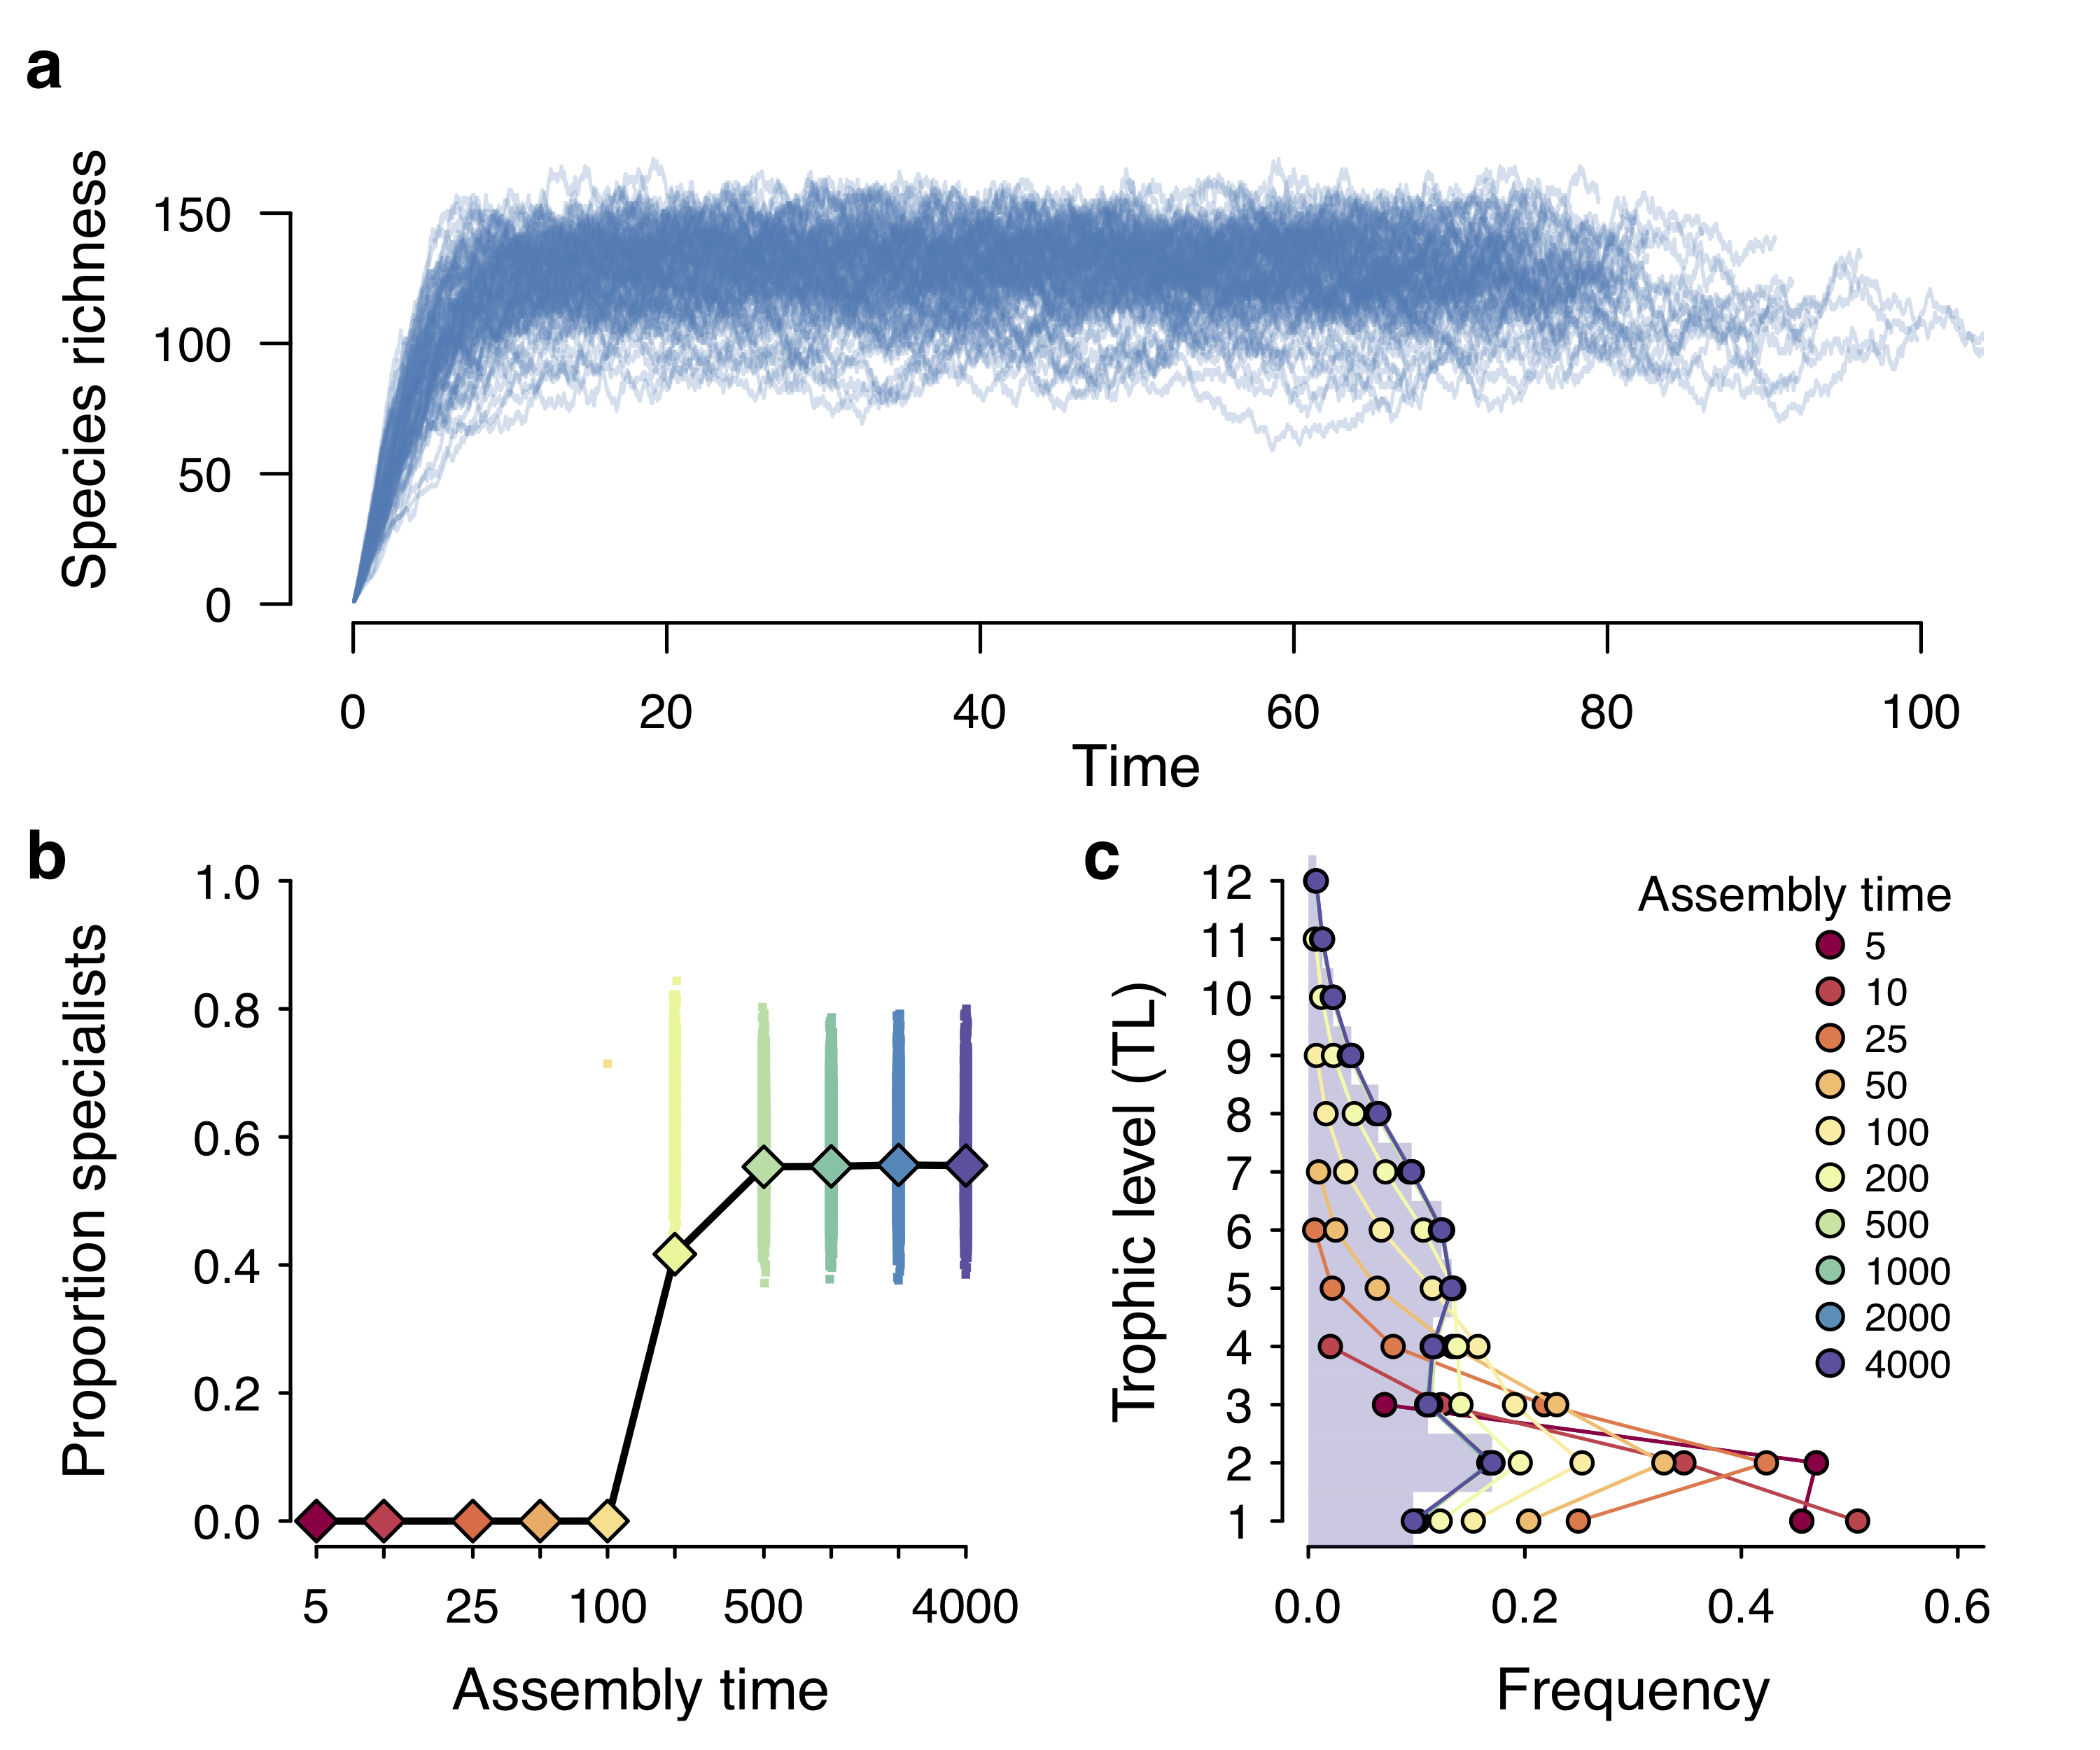 a
Species richness
150
100
50
0
0 20 40 60 80 100
Time
b
Proportion specialists
1.0
0.8
0.6
0.4
0.2
0.0
5 25 100 500 4000
Assembly time
c
Trophic level (TL)
12
11
10
9
8
7
6
5
4
3
2
1
0.0 0.2 0.4 0.6
Frequency
Assembly time
5
10
25
50
100
200
500
1000
2000
4000